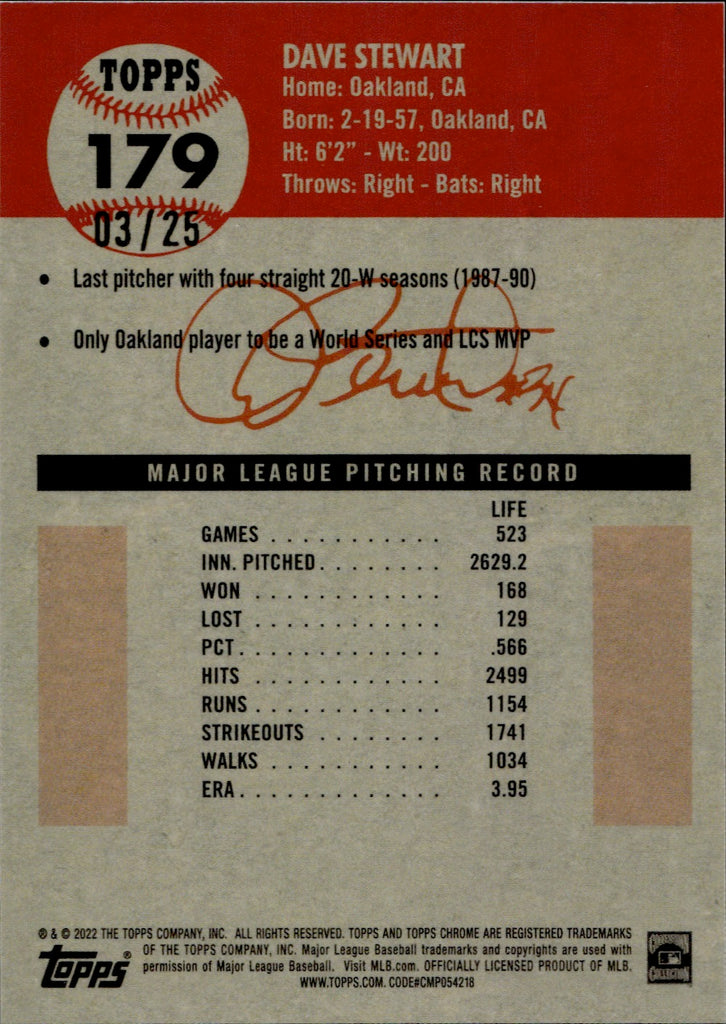 TOPPS
179
03/25
DAVE STEWART
Home: Oakland, CA
Born: 2-19-57, Oakland, CA
Ht: 6'2" - Wt: 200
Throws: Right - Bats: Right
• Last pitcher with four straight 20-W seasons (1987-90)
• Only Oakland player to be a World Series and LCS MVP
MAJOR LEAGUE PITCHING RECORD
LIFE
GAMES . . . . . . . . . . . 523
INN. PITCHED . . . . . . . . 2629.2
WON . . . . . . . . . . . . 168
LOST . . . . . . . . . . . . 129
PCT . . . . . . . . . . . . . .566
HITS . . . . . . . . . . . . 2499
RUNS . . . . . . . . . . . . 1154
STRIKEOUTS . . . . . . . . 1741
WALKS . . . . . . . . . . . 1034
ERA . . . . . . . . . . . . . 3.95
® & © 2022 THE TOPPS COMPANY, INC. ALL RIGHTS RESERVED. TOPPS AND TOPPS CHROME ARE REGISTERED TRADEMARKS
OF THE TOPPS COMPANY, INC. Major League Baseball trademarks and copyrights are used with
permission of Major League Baseball. Visit MLB.com. OFFICIALLY LICENSED PRODUCT OF MLB.
WWW.TOPPS.COM. CODE#CMP054218
topps®
COOPERSTOWN
COLLECTION